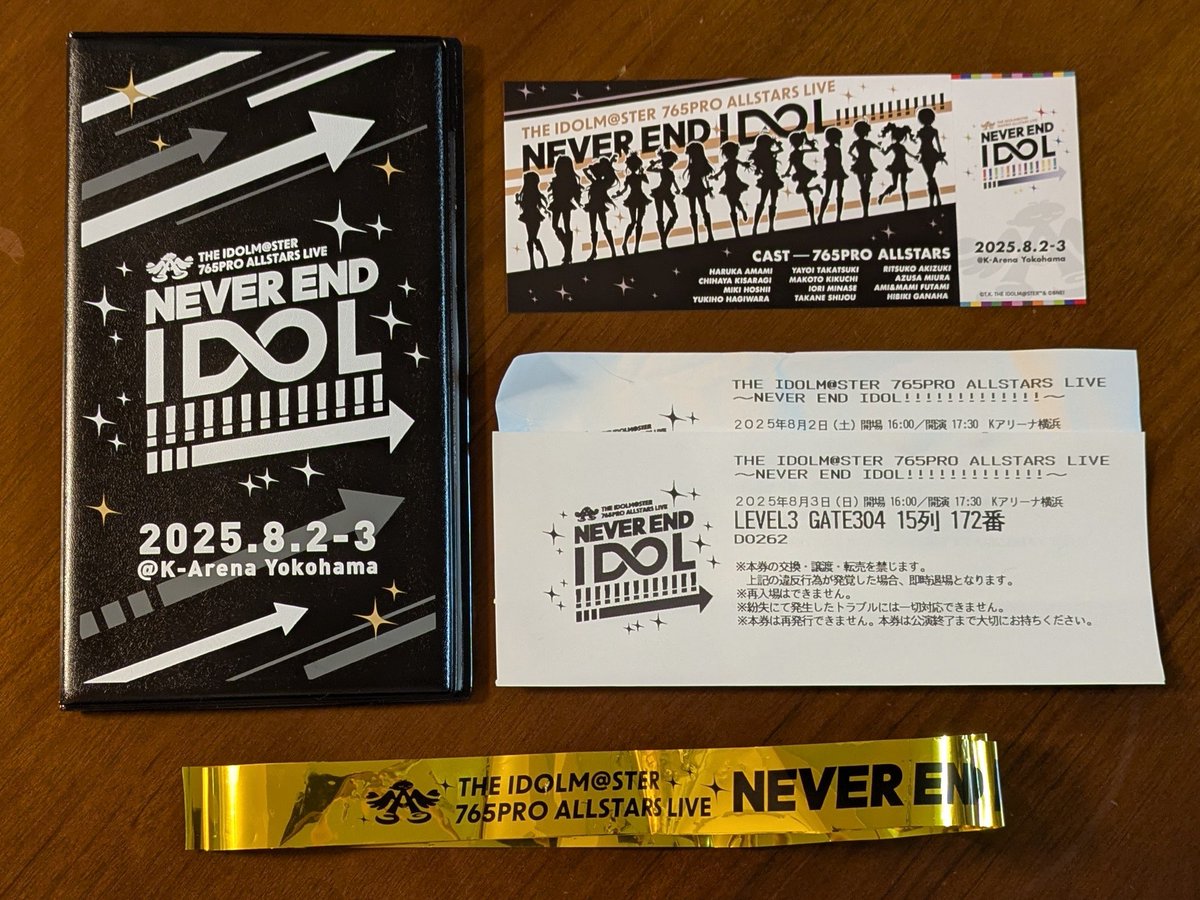 THE IDOLM@STER
765PRO ALLSTARS LIVE
NEVER END
IDOL
!!!!!!!!!!!!!
2025.8.2-3
@K-Arena Yokohama
THE IDOLM@STER 765PRO ALLSTARS LIVE
NEVER END IDOL!!!!!!!!!!!!!
CAST — 765PRO ALLSTARS
HARUKA AMAMI
CHIHAYA KISARAGI
MIKI HOSHII
YUKIHO HAGIWARA
YAYOI TAKATSUKI
MAKOTO KIKUCHI
IORI MINASE
TAKANE SHIJOU
RITSUKO AKIZUKI
AZUSA MIURA
AMI&MAMI FUTAMI
HIBIKI GANAHA
NEVER END
IDOL
2025.8.2-3
@K-Arena Yokohama
©T.K. THE IDOLM@STER™& ©BNEI
THE IDOLM@STER 765PRO ALLSTARS LIVE
～NEVER END IDOL!!!!!!!!!!!!!～
2025年8月2日(土) 開場 16:00／開演 17:30 Kアリーナ横浜
THE IDOLM@STER
765PRO ALLSTARS LIVE
NEVER END
IDOL
!!!!!!!!!!!!!
THE IDOLM@STER 765PRO ALLSTARS LIVE
～NEVER END IDOL!!!!!!!!!!!!!～
2025年8月3日(日) 開場 16:00／開演 17:30 Kアリーナ横浜
LEVEL3 GATE304 15列 172番
D0262
※本券の交換・譲渡・転売を禁じます。
上記の違反行為が発覚した場合、即時退場となります。
※再入場はできません。
※紛失にて発生したトラブルには一切対応できません。
※本券は再発行できません。本券は公演終了まで大切にお持ちください。
THE IDOLM@STER
765PRO ALLSTARS LIVE
NEVER END